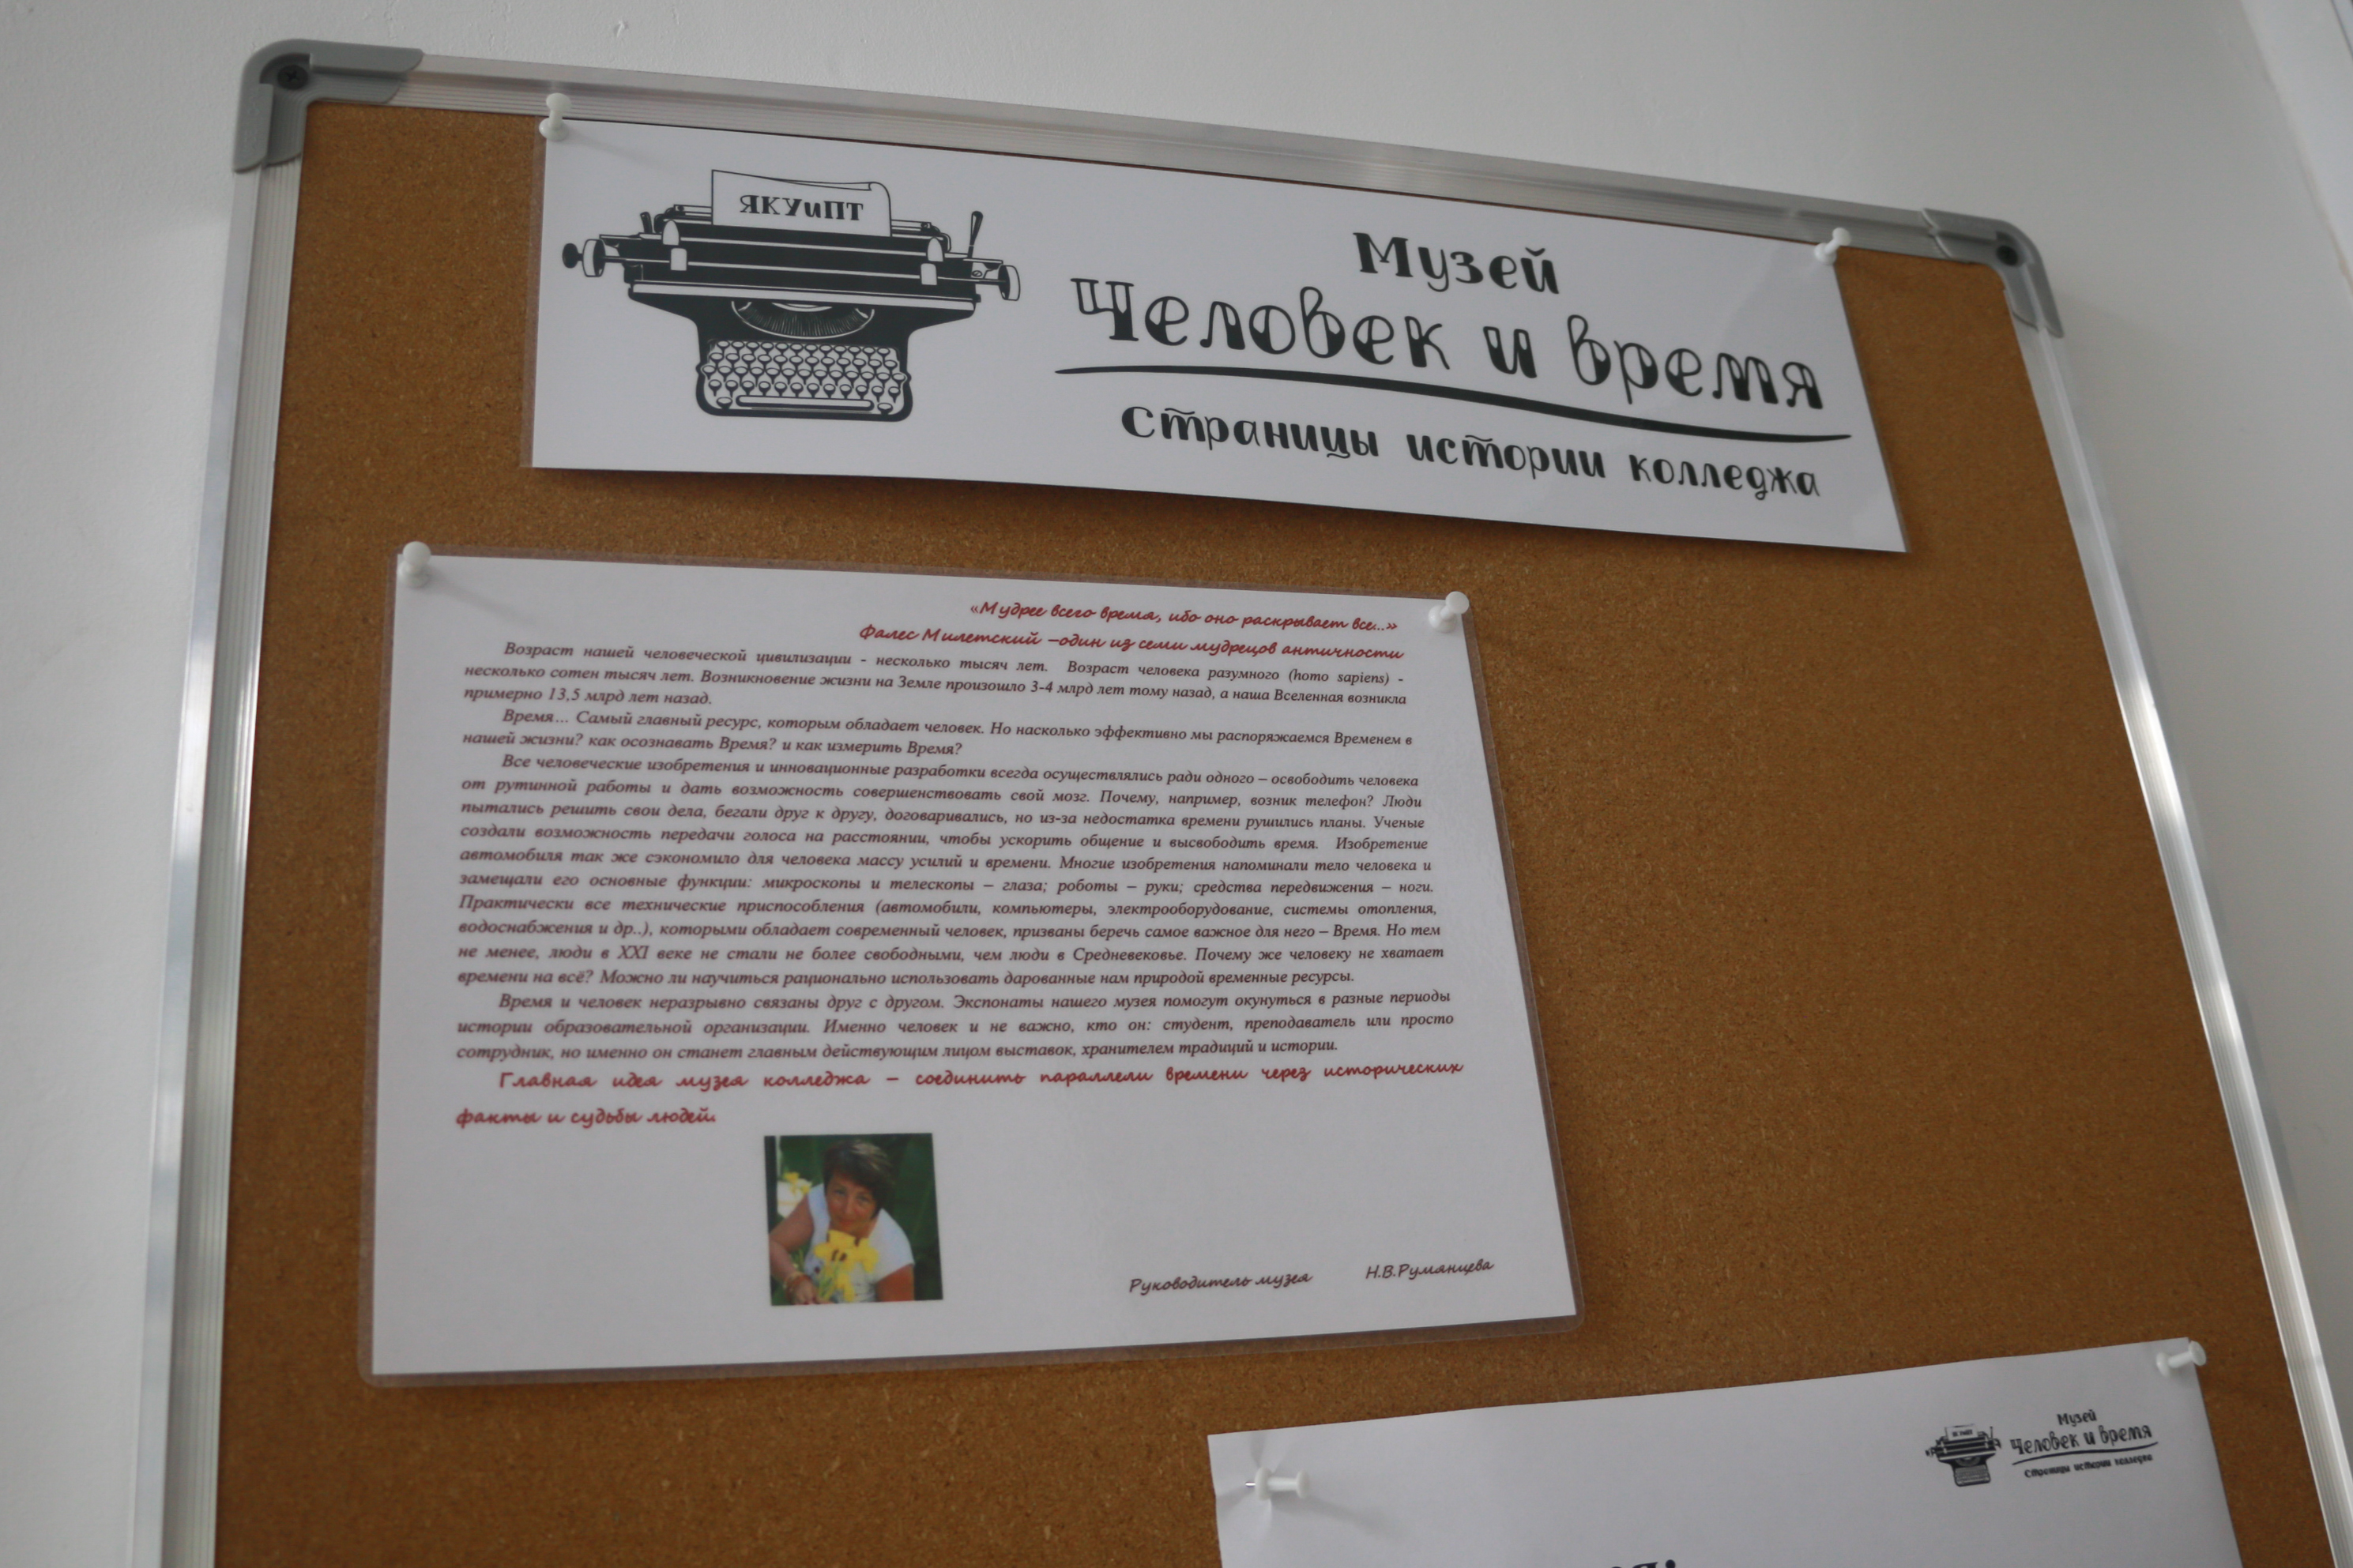 ЯКУиПТ
Музей
Человек и время
Страницы истории колледжа
«Мудрее всего время, ибо оно раскрывает все...»
Фалес Милетский –один из семи мудрецов античности
Возраст нашей человеческой цивилизации - несколько тысяч лет. Возраст человека разумного (homo sapiens) -
несколько сотен тысяч лет. Возникновение жизни на Земле произошло 3-4 млрд лет тому назад, а наша Вселенная возникла
примерно 13,5 млрд лет назад.
Время… Самый главный ресурс, которым обладает человек. Но насколько эффективно мы распоряжаемся Временем в
нашей жизни? как осознавать Время? и как измерить Время?
Все человеческие изобретения и инновационные разработки всегда осуществлялись ради одного – освободить человека
от рутинной работы и дать возможность совершенствовать свой мозг. Почему, например, возник телефон? Люди
пытались решить свои дела, бегали друг к другу, договаривались, но из-за недостатка времени рушились планы. Ученые
создали возможность передачи голоса на расстоянии, чтобы ускорить общение и высвободить время. Изобретение
автомобиля так же сэкономило для человека массу усилий и времени. Многие изобретения напоминали тело человека и
замещали его основные функции: микроскопы и телескопы – глаза; роботы – руки; средства передвижения – ноги.
Практически все технические приспособления (автомобили, компьютеры, электрооборудование, системы отопления,
водоснабжения и др..), которыми обладает современный человек, призваны беречь самое важное для него – Время. Но тем
не менее, люди в XXI веке не стали не более свободными, чем люди в Средневековье. Почему же человеку не хватает
времени на всё? Можно ли научиться рационально использовать дарованные нам природой временные ресурсы.
Время и человек неразрывно связаны друг с другом. Экспонаты нашего музея помогут окунуться в разные периоды
истории образовательной организации. Именно человек и не важно, кто он: студент, преподаватель или просто
сотрудник, но именно он станет главным действующим лицом выставок, хранителем традиций и истории.
Главная идея музея колледжа – соединить параллели времени через исторических
факты и судьбы людей.
Руководитель музея Н.В.Румянцева
Музей
Человек и время
Страницы истории колледжа